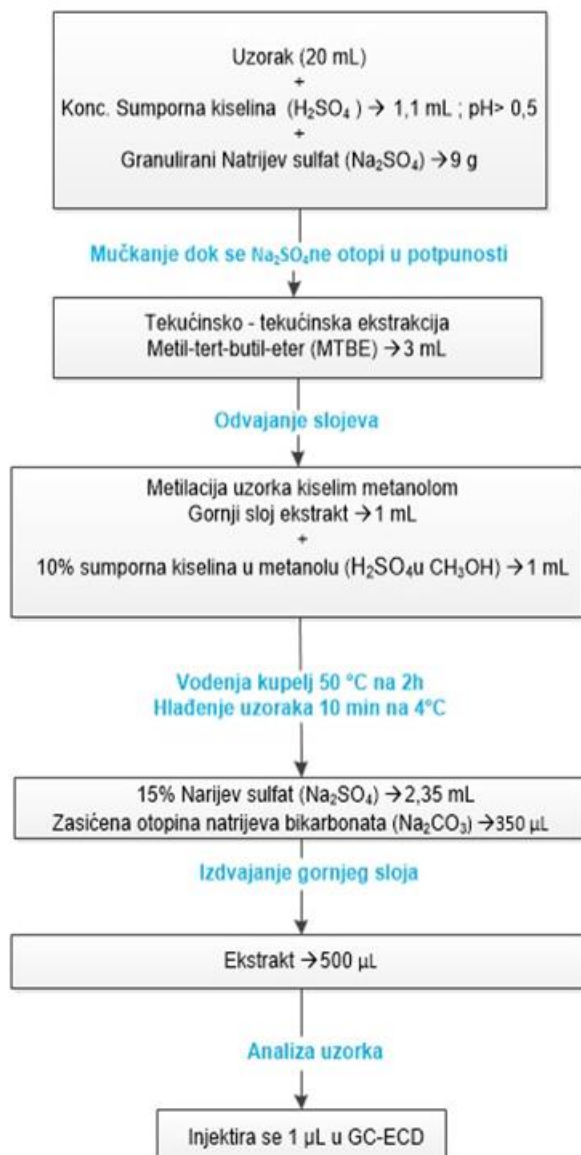 Uzorak (20 mL)
+
Konc. Sumporna kiselina (H₂SO₄ ) → 1,1 mL ; pH> 0,5
+
Granulirani Natrijev sulfat (Na₂SO₄) → 9 g
Mučkanje dok se Na₂SO₄ne otopi u potpunosti
Tekućinsko - tekućinska ekstrakcija
Metil-tert-butil-eter (MTBE) → 3 mL
Odvajanje slojeva
Metilacija uzorka kiselim metanolom
Gornji sloj ekstrakt → 1 mL
+
10% sumporna kiselina u metanolu (H₂SO₄u CH₃OH) → 1 mL
Vodenja kupelj 50 °C na 2h
Hlađenje uzoraka 10 min na 4°C
15% Narijev sulfat (Na₂SO₄) → 2,35 mL
Zasićena otopina natrijeva bikarbonata (Na₂CO₃) → 350 µL
Izdvajanje gornjeg sloja
Ekstrakt → 500 µL
Analiza uzorka
Injektira se 1 µL u GC-ECD